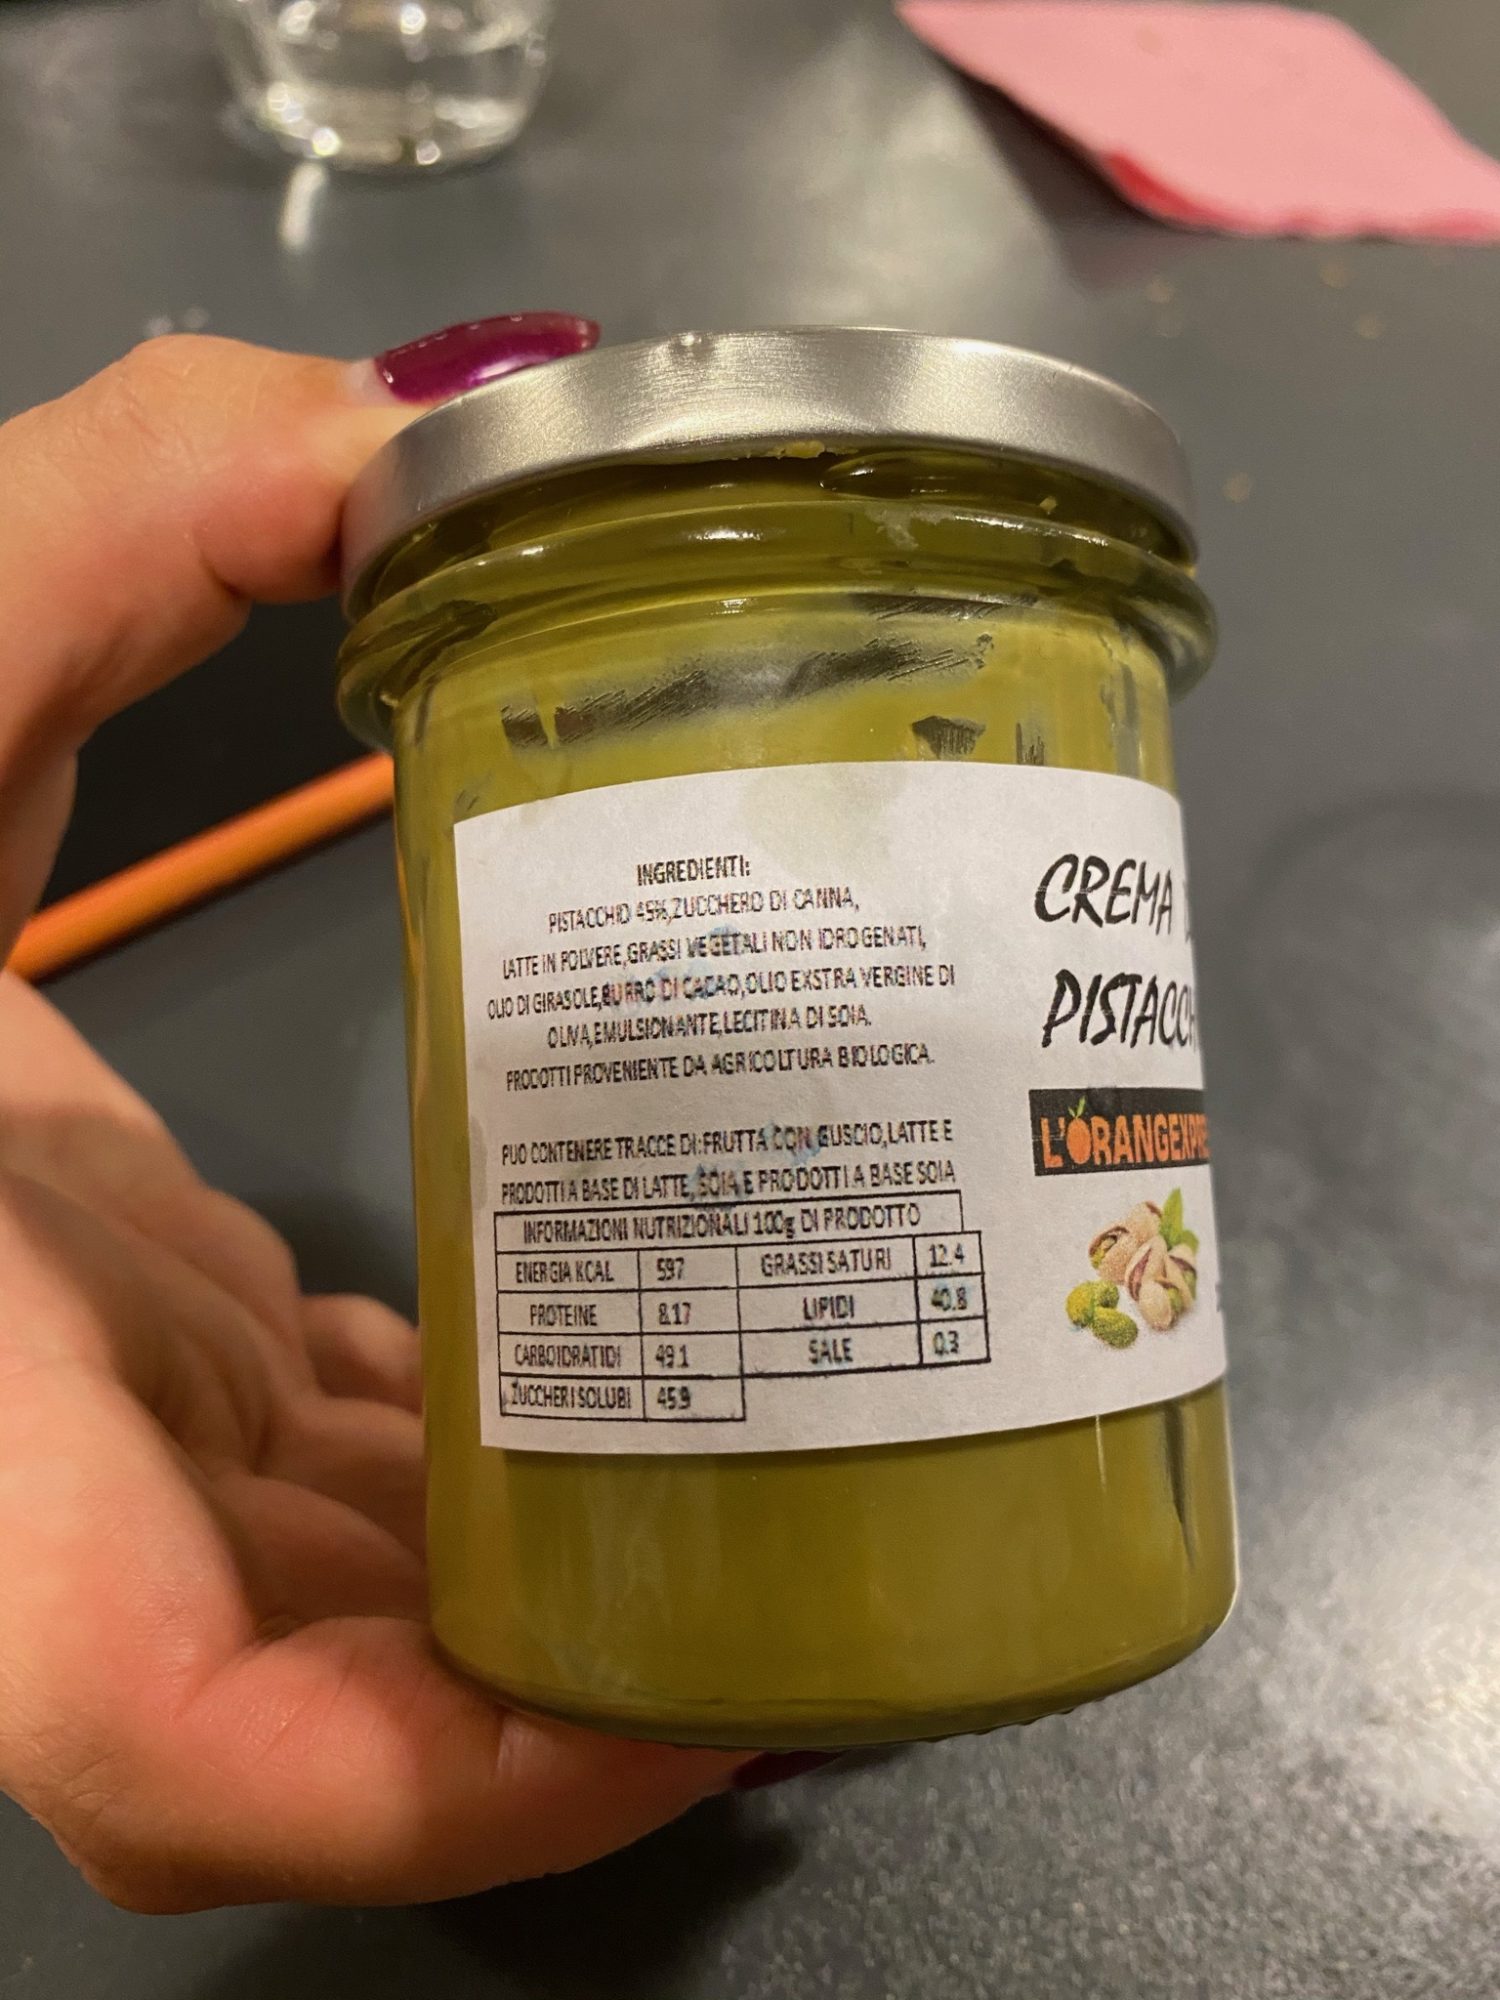 INGREDIENTI:
PISTACCHIO 45%,ZUCCHERO DI CANNA,
LATTE IN POLVERE,GRASSI VEGETALI NON IDROGENATI,
OLIO DI GIRASOLE,BURRO DI CACAO,OLIO EXSTRA VERGINE DI
OLIVA,EMULSIONANTE,LECITINA DI SOIA.
PRODOTTI PROVENIENTE DA AGRICOLTURA BIOLOGICA.
PUO CONTENERE TRACCE DI:FRUTTA CON GUSCIO,LATTE E
PRODOTTI A BASE DI LATTE, SOIA E PRODOTTI A BASE SOIA
INFORMAZIONI NUTRIZIONALI 100g DI PRODOTTO
ENERGIA KCAL 597 GRASSI SATURI 12.4
PROTEINE 8.17 LIPIDI 40.8
CARBOIDRATIDI 49.1 SALE 0.3
ZUCCHERI SOLUBI 45.9
CREMA
PISTACCH
L'ORANGEXPRE